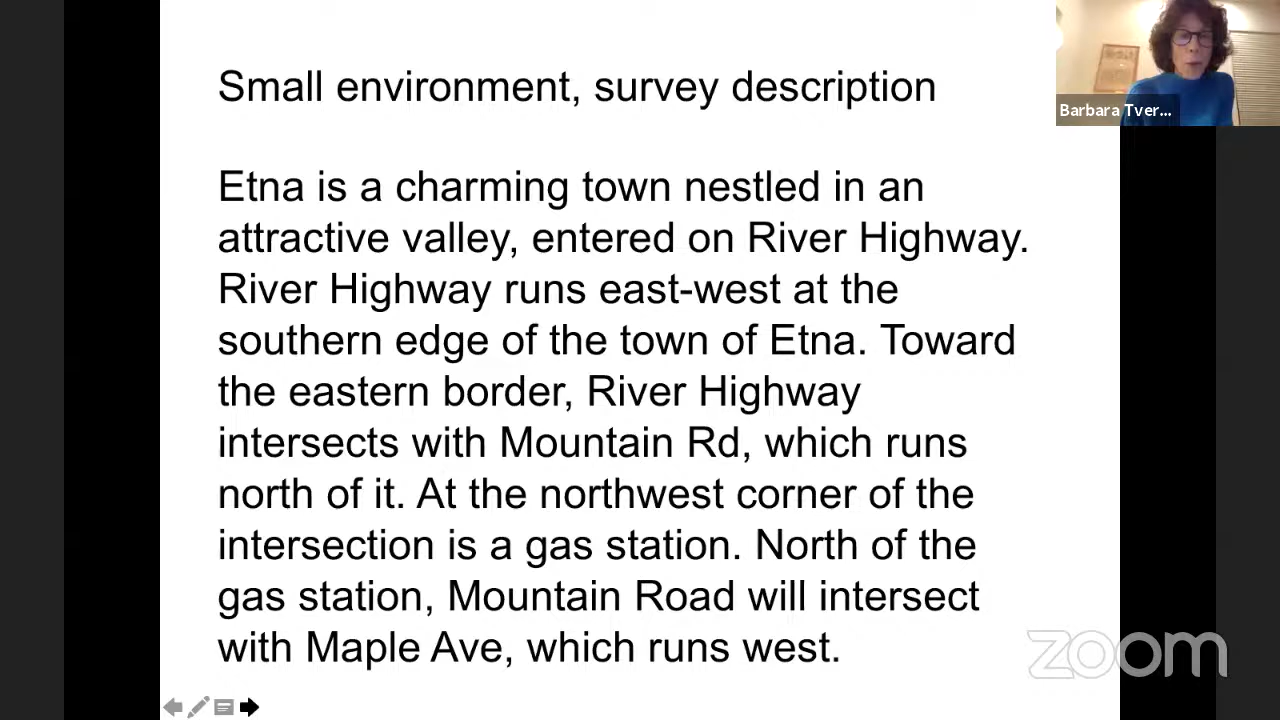 Small environment, survey description
Etna is a charming town nestled in an
attractive valley, entered on River Highway.
River Highway runs east-west at the
southern edge of the town of Etna. Toward
the eastern border, River Highway
intersects with Mountain Rd, which runs
north of it. At the northwest corner of the
intersection is a gas station. North of the
gas station, Mountain Road will intersect
with Maple Ave, which runs west.
Barbara Tver...
zoom